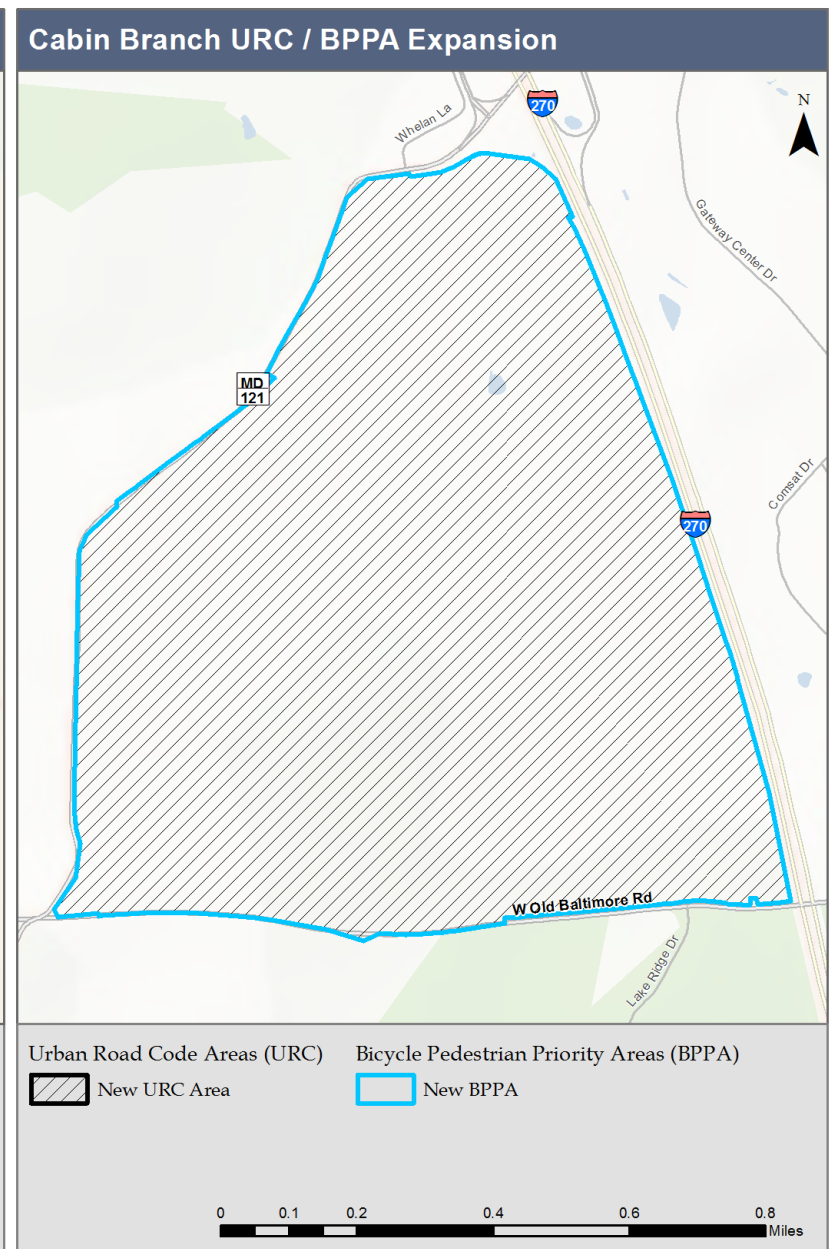 Cabin Branch URC / BPPA Expansion
270
N
Whelan La
Gateway Center Dr
MD
121
Comsat Dr
270
W Old Baltimore Rd
Lake Ridge Dr
Urban Road Code Areas (URC)
Bicycle Pedestrian Priority Areas (BPPA)
New URC Area
New BPPA
0 0.1 0.2 0.4 0.6 0.8
Miles